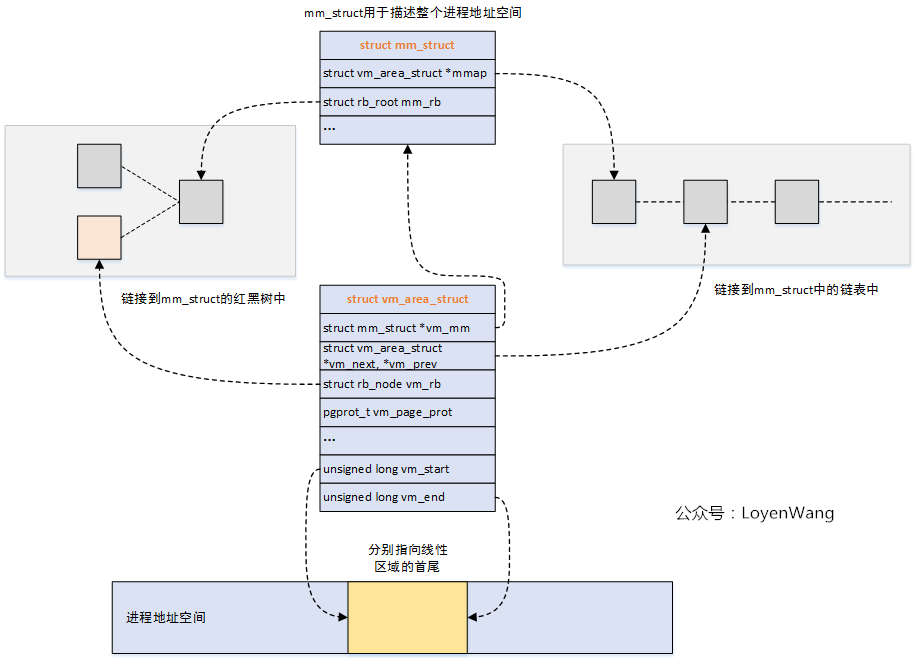 mm_struct用于描述整个进程地址空间
struct mm_struct
struct vm_area_struct *mmap
struct rb_root mm_rb
...
链接到mm_struct的红黑树中
链接到mm_struct中的链表中
struct vm_area_struct
struct mm_struct *vm_mm
struct vm_area_struct
*vm_next, *vm_prev
struct rb_node vm_rb
pgprot_t vm_page_prot
...
unsigned long vm_start
unsigned long vm_end
公众号：LoyenWang
分别指向线性
区域的首尾
进程地址空间